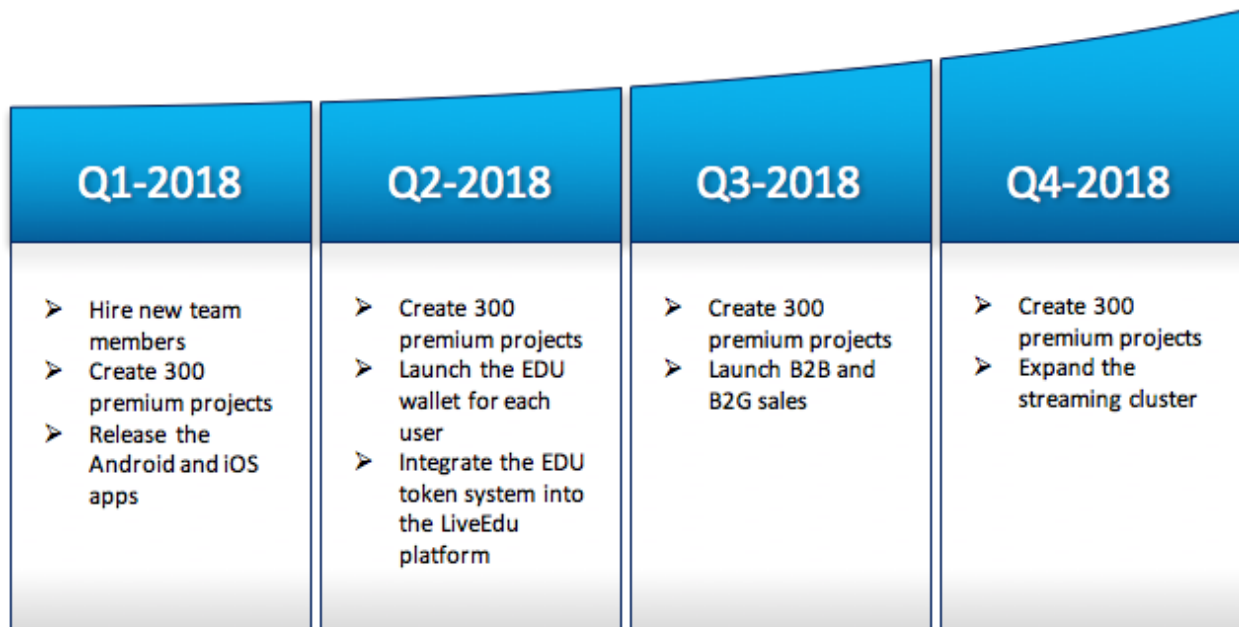 Q1-2018
➢ Hire new team
members
➢ Create 300
premium projects
➢ Release the
Android and iOS
apps
Q2-2018
➢ Create 300
premium projects
➢ Launch the EDU
wallet for each
user
➢ Integrate the EDU
token system into
the LiveEdu
platform
Q3-2018
➢ Create 300
premium projects
➢ Launch B2B and
B2G sales
Q4-2018
➢ Create 300
premium projects
➢ Expand the
streaming cluster